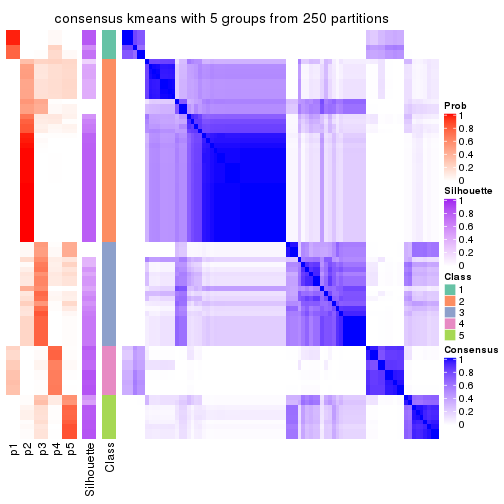 consensus kmeans with 5 groups from 250 partitions
Prob
1
0.8
0.6
0.4
0.2
0
Silhouette
1
0.8
0.6
0.4
0.2
0
Class
1
2
3
4
5
Consensus
1
0.8
0.6
0.4
0.2
0
p1
p2
p3
p4
p5
Silhouette
Class